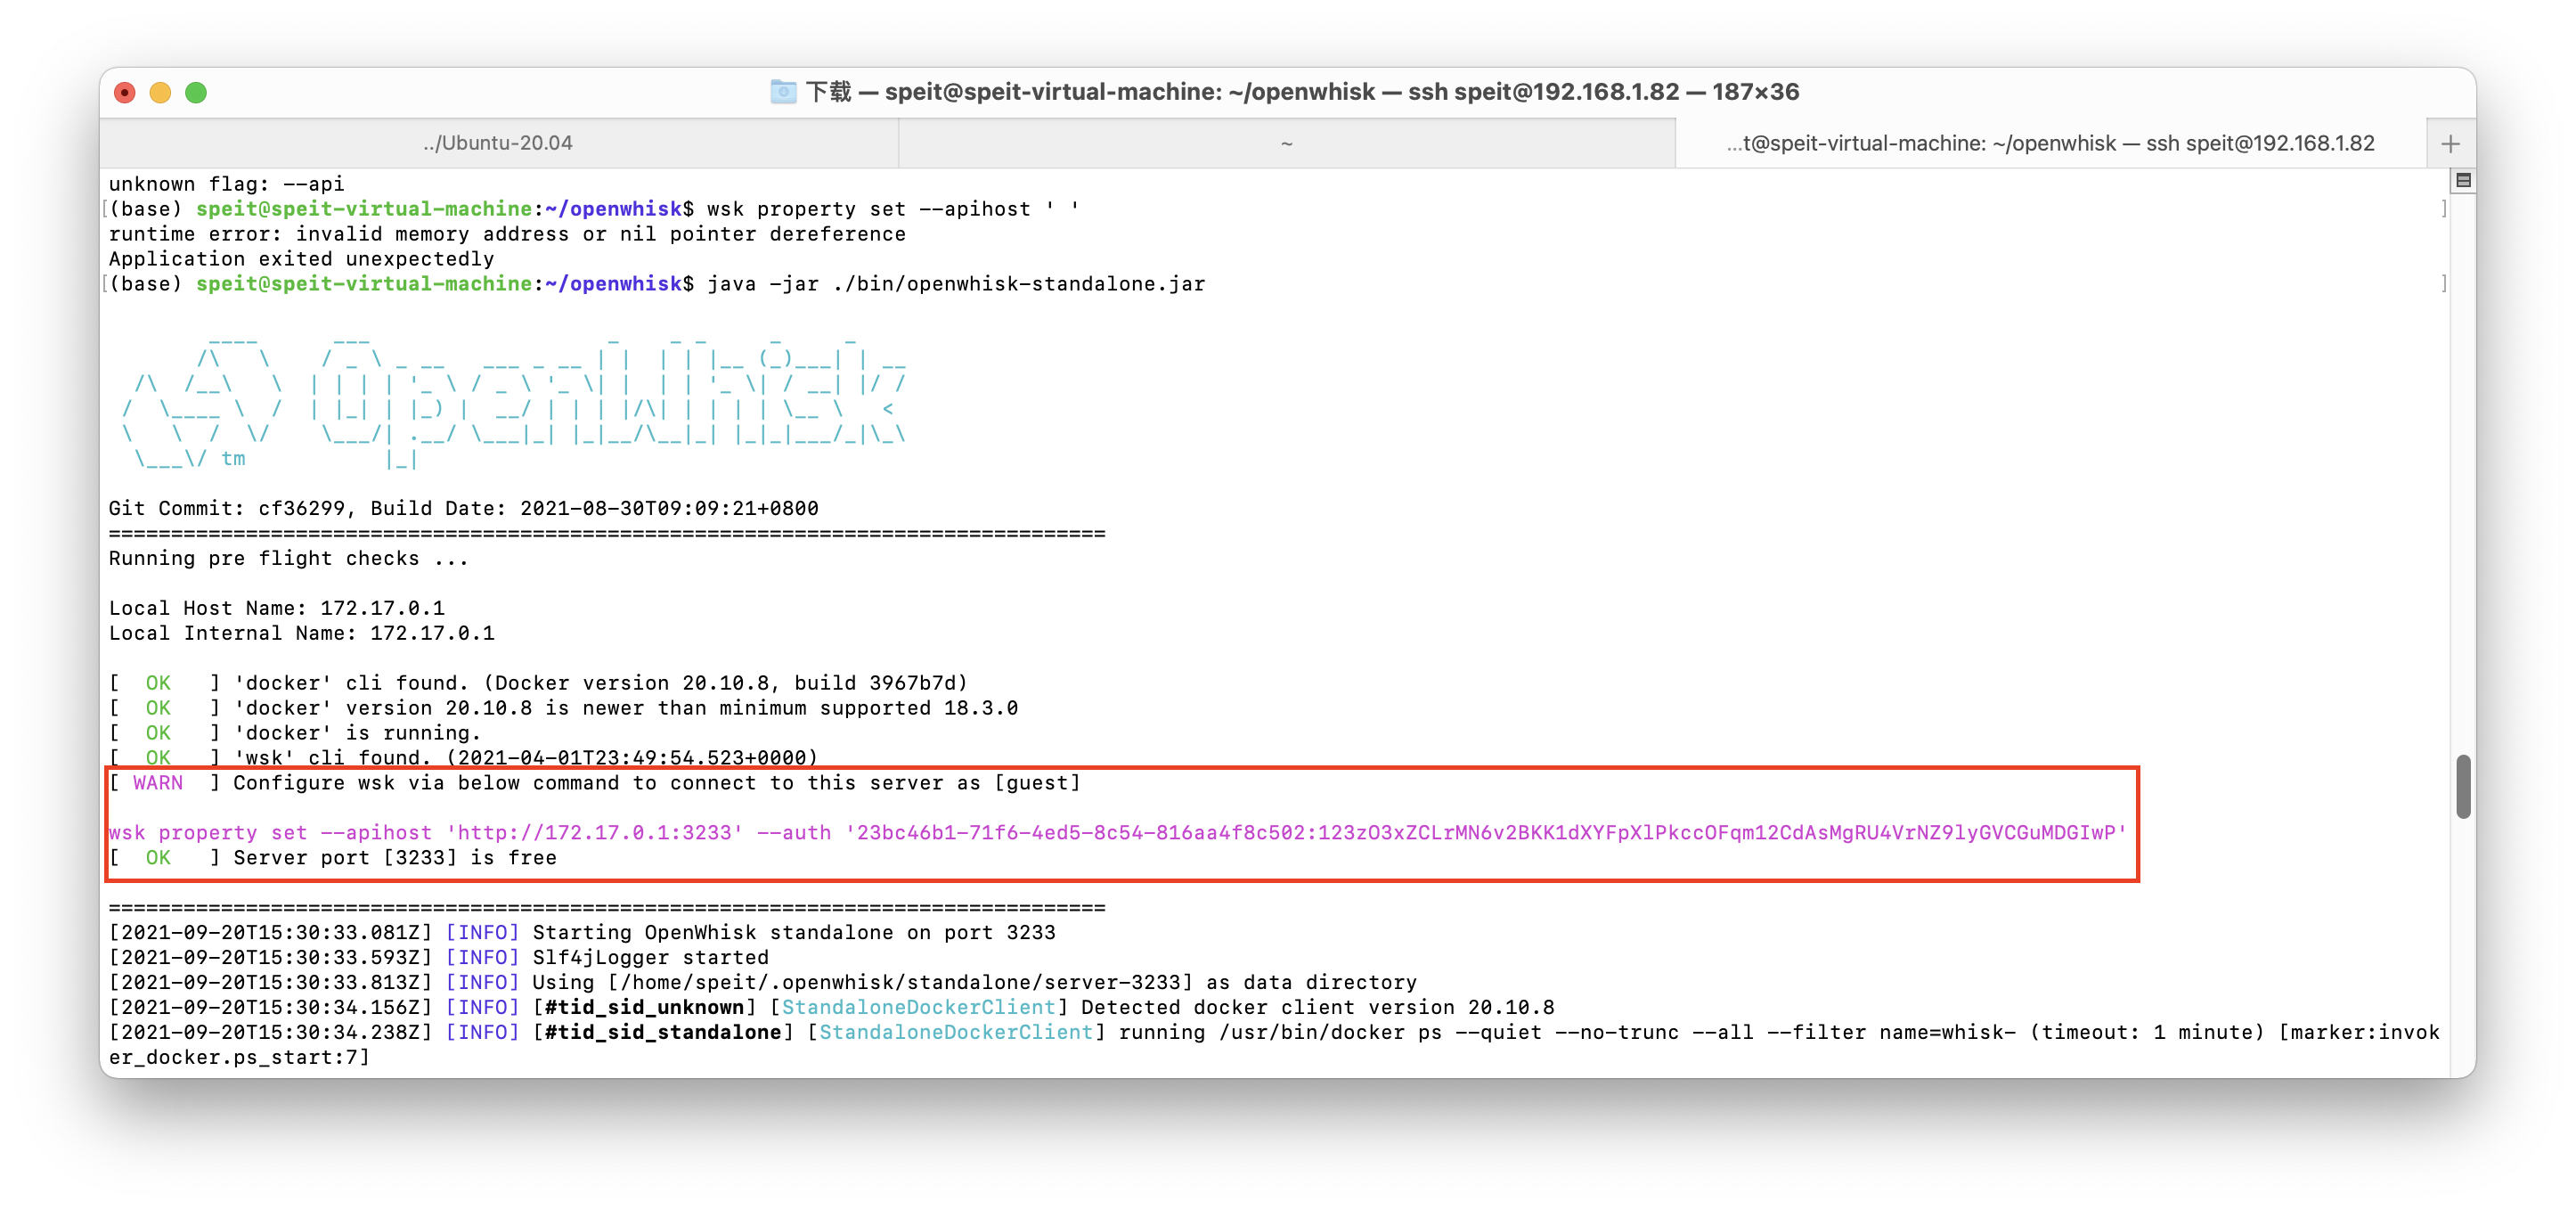 下载 — speit@speit-virtual-machine: ~/openwhisk — ssh speit@192.168.1.82 — 187×36
../Ubuntu-20.04
~
...t@speit-virtual-machine: ~/openwhisk — ssh speit@192.168.1.82
unknown flag: --api
[(base) speit@speit-virtual-machine:~/openwhisk$ wsk property set --apihost ' ' ]
runtime error: invalid memory address or nil pointer dereference
Application exited unexpectedly
[(base) speit@speit-virtual-machine:~/openwhisk$ java -jar ./bin/openwhisk-standalone.jar ]
OpenWhisk
tm
Git Commit: cf36299, Build Date: 2021-08-30T09:09:21+0800
================================================================================
Running pre flight checks ...
Local Host Name: 172.17.0.1
Local Internal Name: 172.17.0.1
[  OK   ] 'docker' cli found. (Docker version 20.10.8, build 3967b7d)
[  OK   ] 'docker' version 20.10.8 is newer than minimum supported 18.3.0
[  OK   ] 'docker' is running.
[  OK   ] 'wsk' cli found. (2021-04-01T23:49:54.523+0000)
[ WARN  ] Configure wsk via below command to connect to this server as [guest]
wsk property set --apihost 'http://172.17.0.1:3233' --auth '23bc46b1-71f6-4ed5-8c54-816aa4f8c502:123zO3xZCLrMN6v2BKK1dXYFpXlPkccOFqm12CdAsMgRU4VrNZ9lyGVCGuMDGIwP'
[  OK   ] Server port [3233] is free
================================================================================
[2021-09-20T15:30:33.081Z] [INFO] Starting OpenWhisk standalone on port 3233
[2021-09-20T15:30:33.593Z] [INFO] Slf4jLogger started
[2021-09-20T15:30:33.813Z] [INFO] Using [/home/speit/.openwhisk/standalone/server-3233] as data directory
[2021-09-20T15:30:34.156Z] [INFO] [#tid_sid_unknown] [StandaloneDockerClient] Detected docker client version 20.10.8
[2021-09-20T15:30:34.238Z] [INFO] [#tid_sid_standalone] [StandaloneDockerClient] running /usr/bin/docker ps --quiet --no-trunc --all --filter name=whisk- (timeout: 1 minute) [marker:invok
er_docker.ps_start:7]